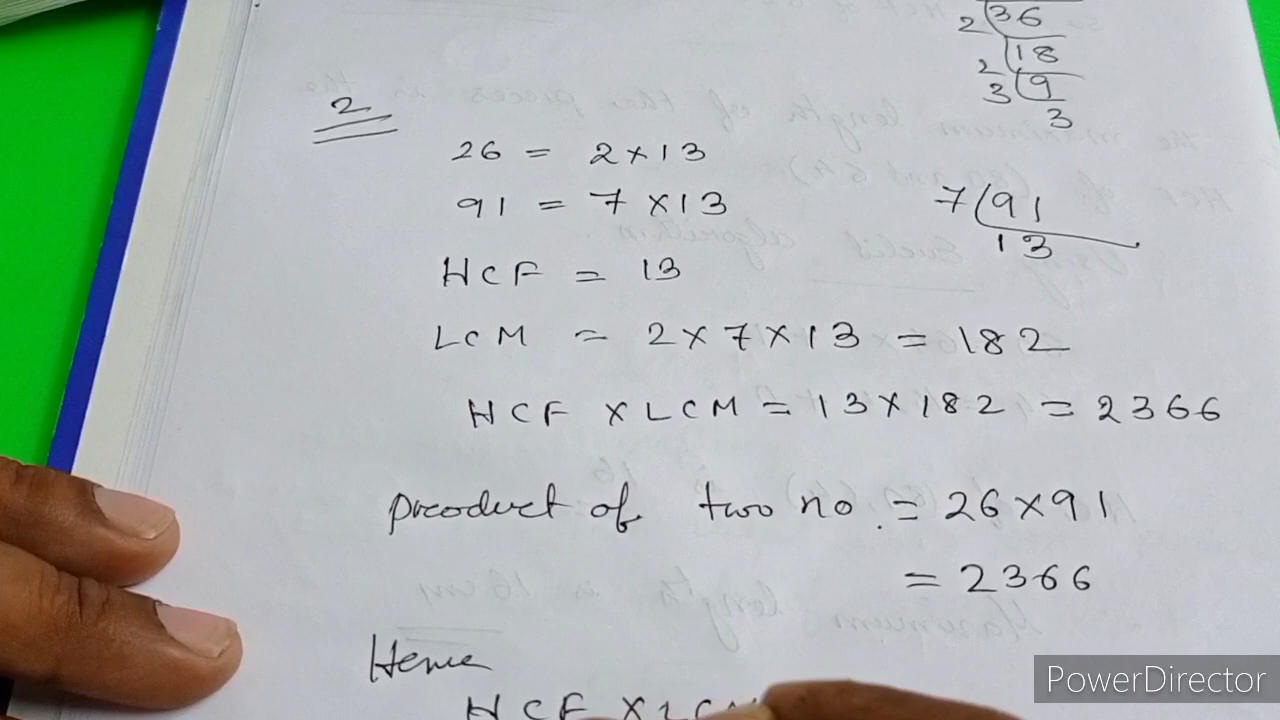 2 36
2 18
3 9
3
2
26 = 2×13
91 = 7×13
7 91
13
HCF = 13
LCM = 2×7×13 = 182
HCF × LCM = 13×182 = 2366
product of two no. = 26×91
= 2366
Hence
HCF × LCM
PowerDirector